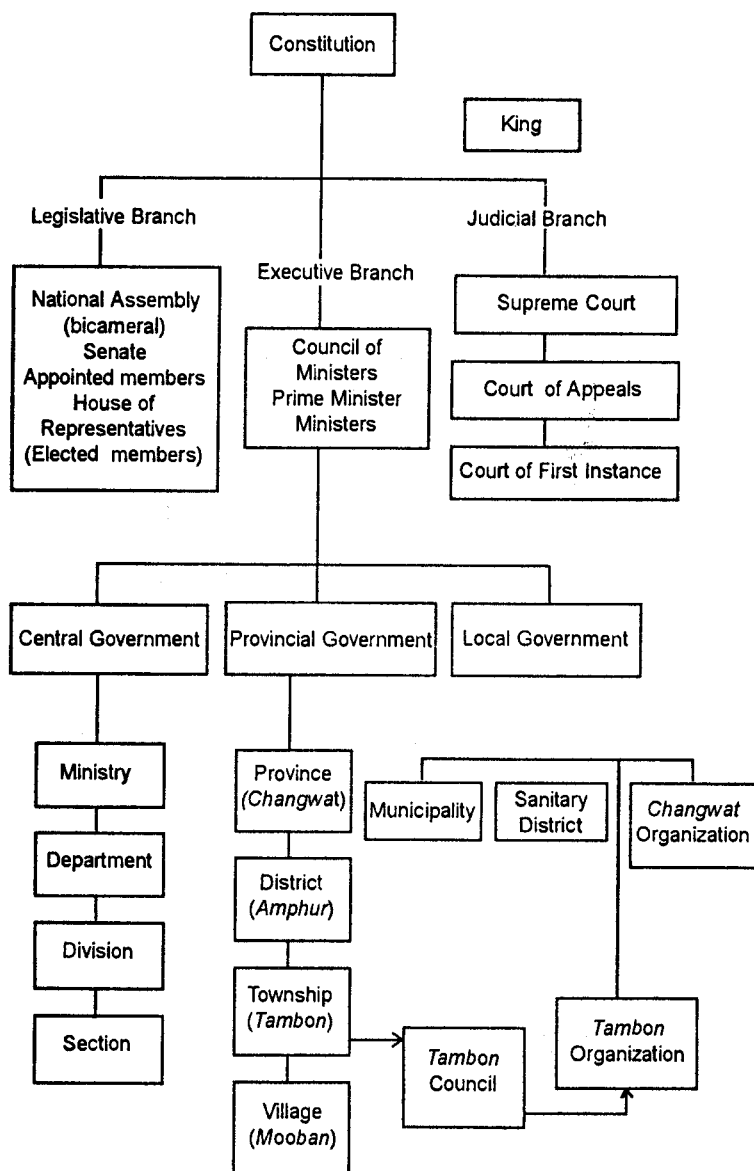 Constitution
King
Legislative Branch
Judicial Branch
Executive Branch
National Assembly
(bicameral)
Senate
Appointed members
House of
Representatives
(Elected members)
Council of
Ministers
Prime Minister
Ministers
Supreme Court
Court of Appeals
Court of First Instance
Central Government
Provincial Government
Local Government
Ministry
Department
Division
Section
Province
(Changwat)
District
(Amphur)
Township
(Tambon)
Village
(Mooban)
Municipality
Sanitary
District
Changwat
Organization
Tambon
Council
Tambon
Organization